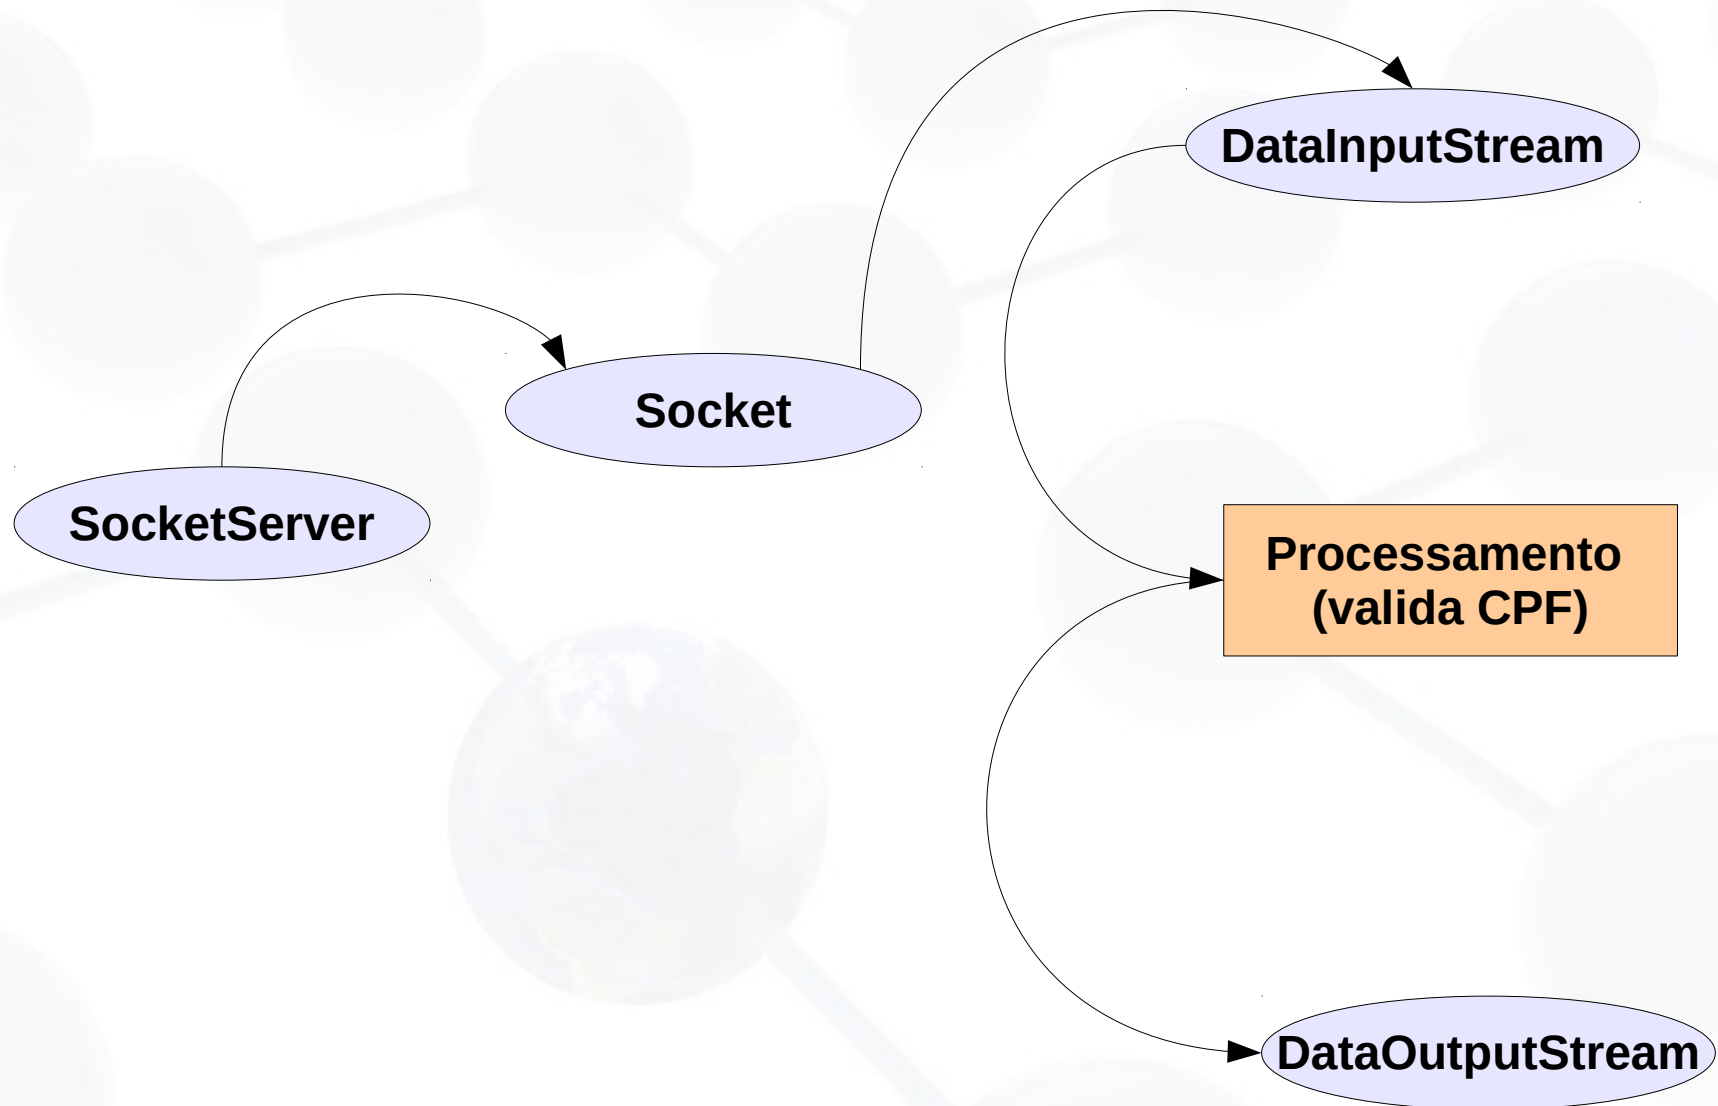 DataInputStream
Socket
SocketServer
Processamento
(valida CPF)
DataOutputStream